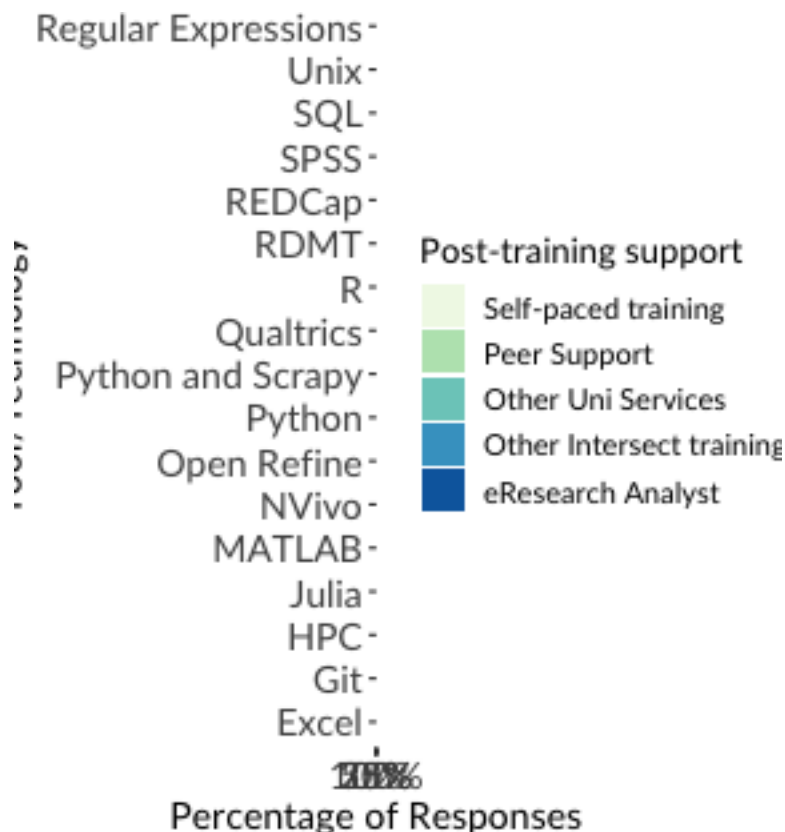 Regular Expressions
Unix
SQL
SPSS
REDCap
RDMT
R
Qualtrics
Python and Scrapy
Python
Open Refine
NVivo
MATLAB
Julia
HPC
Git
Excel
Percentage of Responses
Post-training support
Self-paced training
Peer Support
Other Uni Services
Other Intersect training
eResearch Analyst